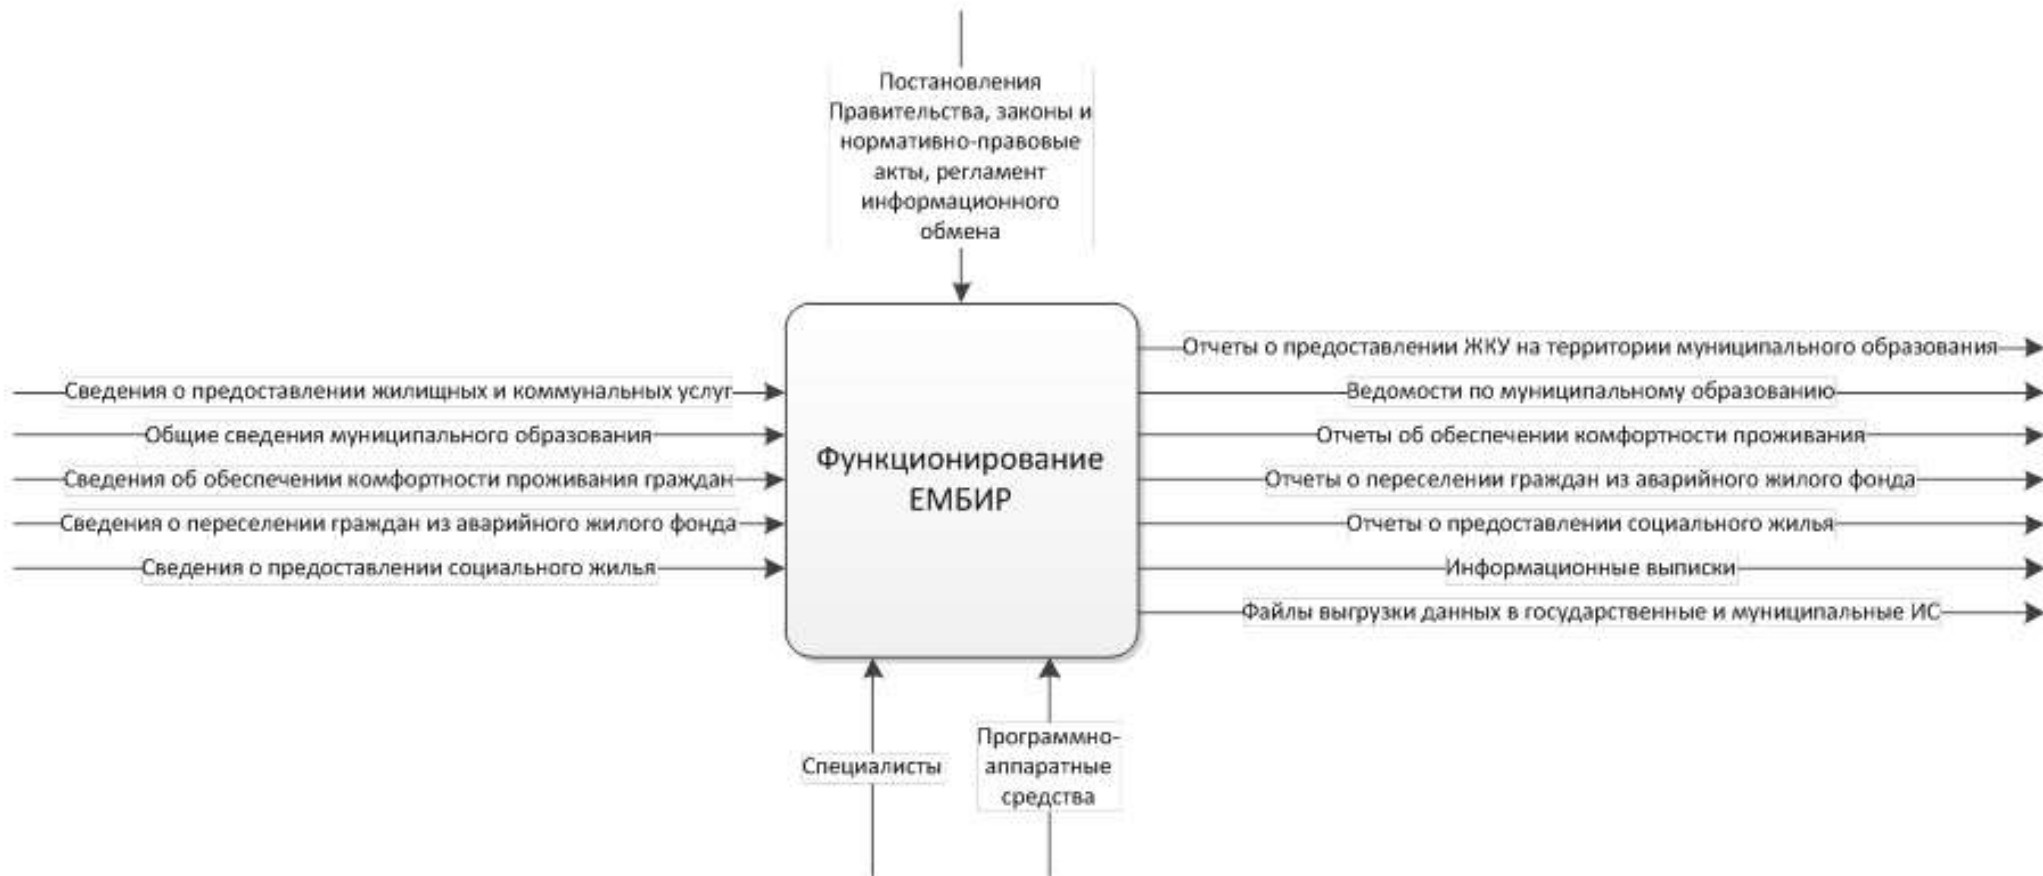 Постановления
Правительства, законы и
нормативно-правовые
акты, регламент
информационного
обмена
Сведения о предоставлении жилищных и коммунальных услуг
Общие сведения муниципального образования
Сведения об обеспечении комфортности проживания граждан
Сведения о переселении граждан из аварийного жилого фонда
Сведения о предоставлении социального жилья
Функционирование
ЕМБИР
Отчеты о предоставлении ЖКУ на территории муниципального образования
Ведомости по муниципальному образованию
Отчеты об обеспечении комфортности проживания
Отчеты о переселении граждан из аварийного жилого фонда
Отчеты о предоставлении социального жилья
Информационные выписки
Файлы выгрузки данных в государственные и муниципальные ИС
Специалисты
Программно-
аппаратные
средства